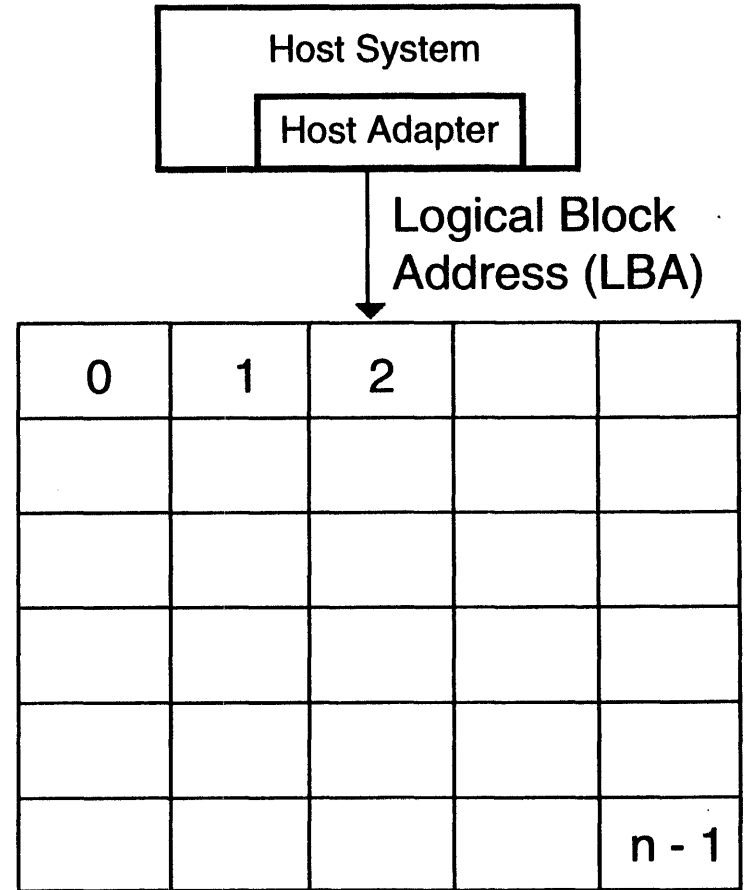 Host System
Host Adapter
Logical Block
Address (LBA)
0 1 2
n - 1